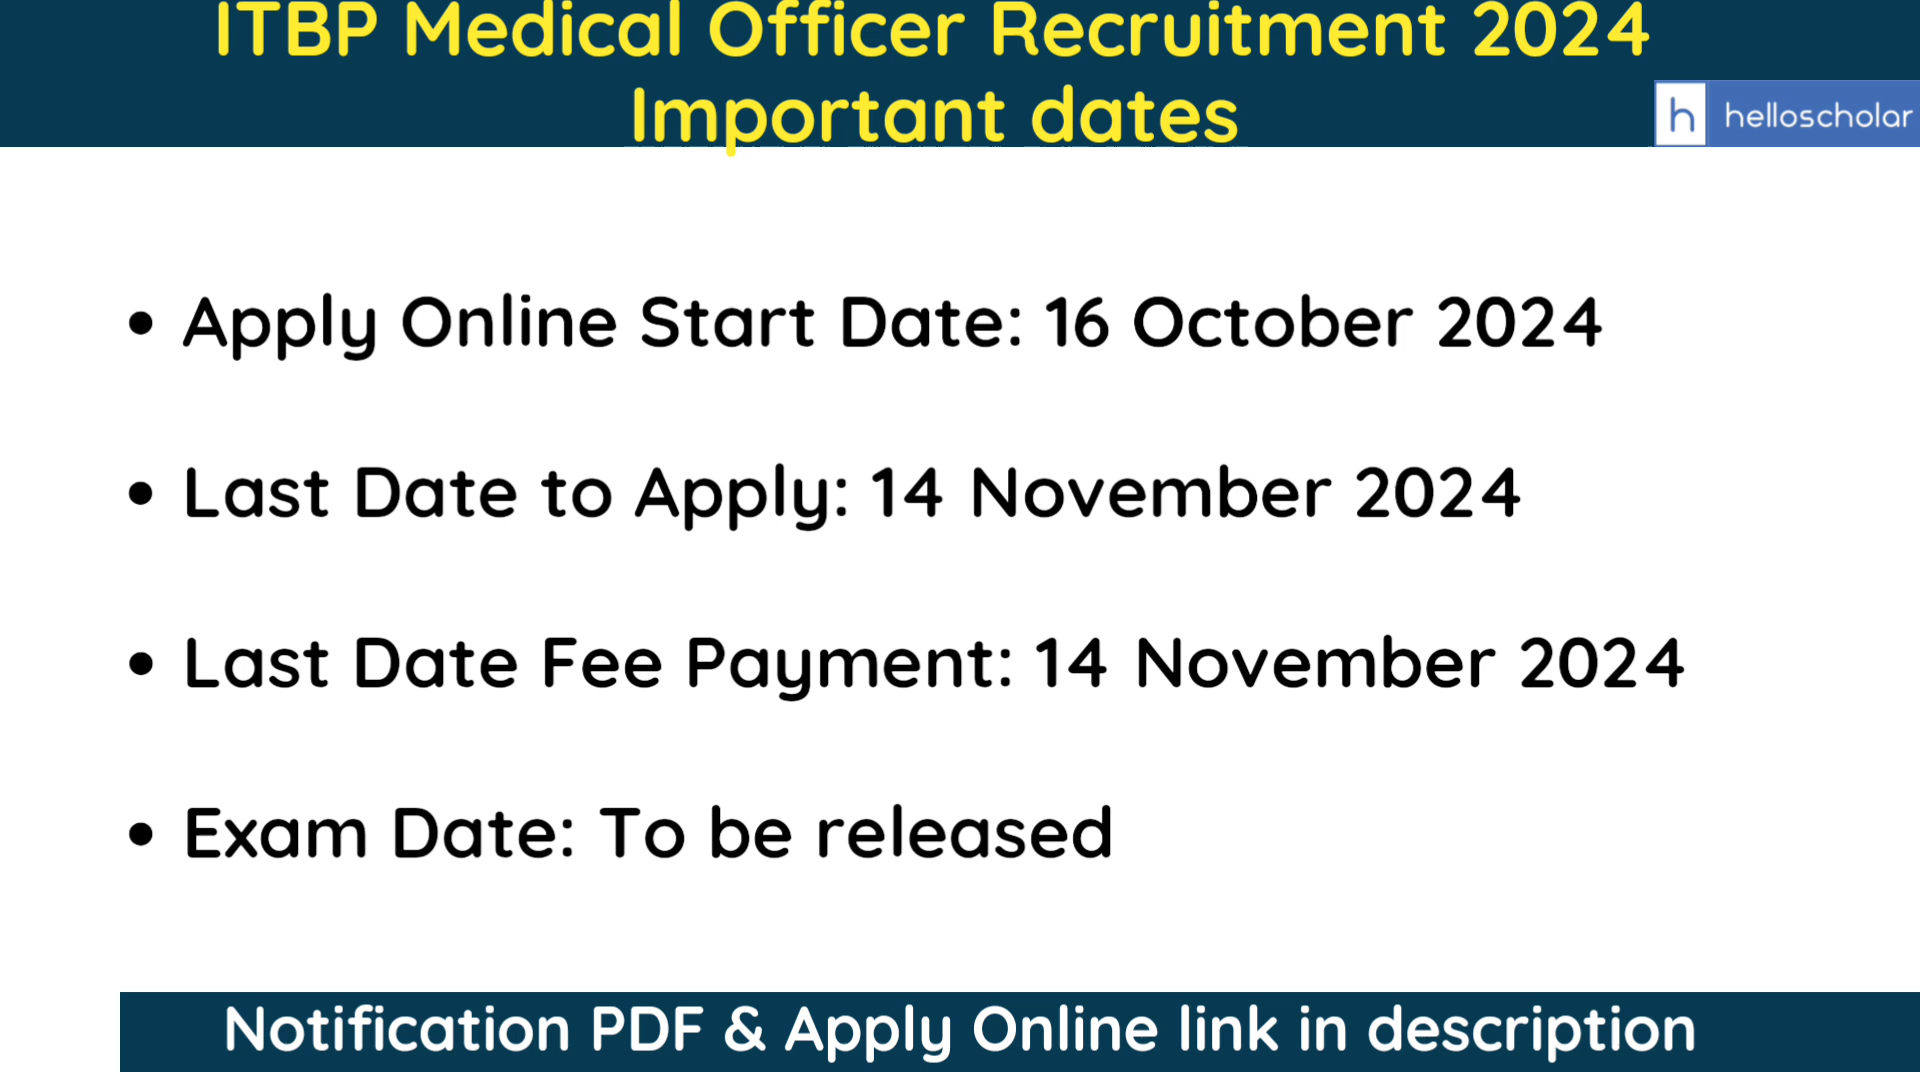 ITBP Medical Officer Recruitment 2024
Important dates
h helloscholar
• Apply Online Start Date: 16 October 2024
• Last Date to Apply: 14 November 2024
• Last Date Fee Payment: 14 November 2024
• Exam Date: To be released
Notification PDF & Apply Online link in description